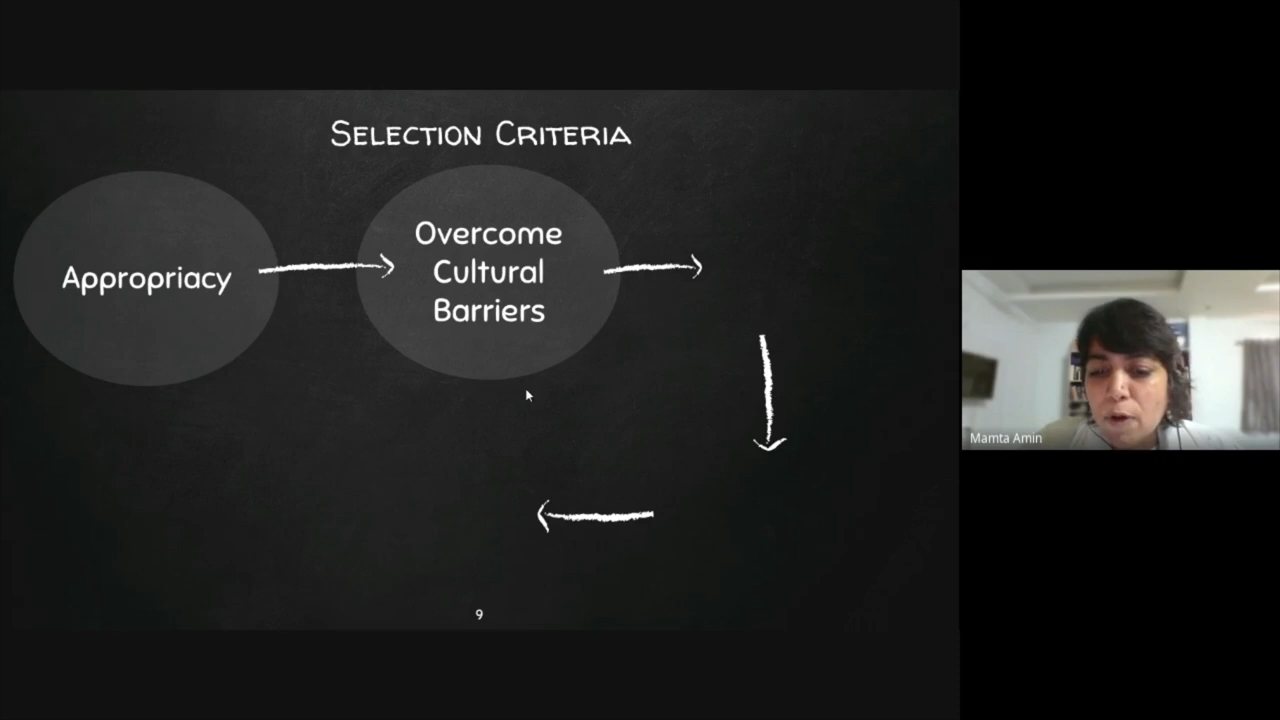 Selection Criteria
Appropriacy
Overcome
Cultural
Barriers
Mamta Amin
9